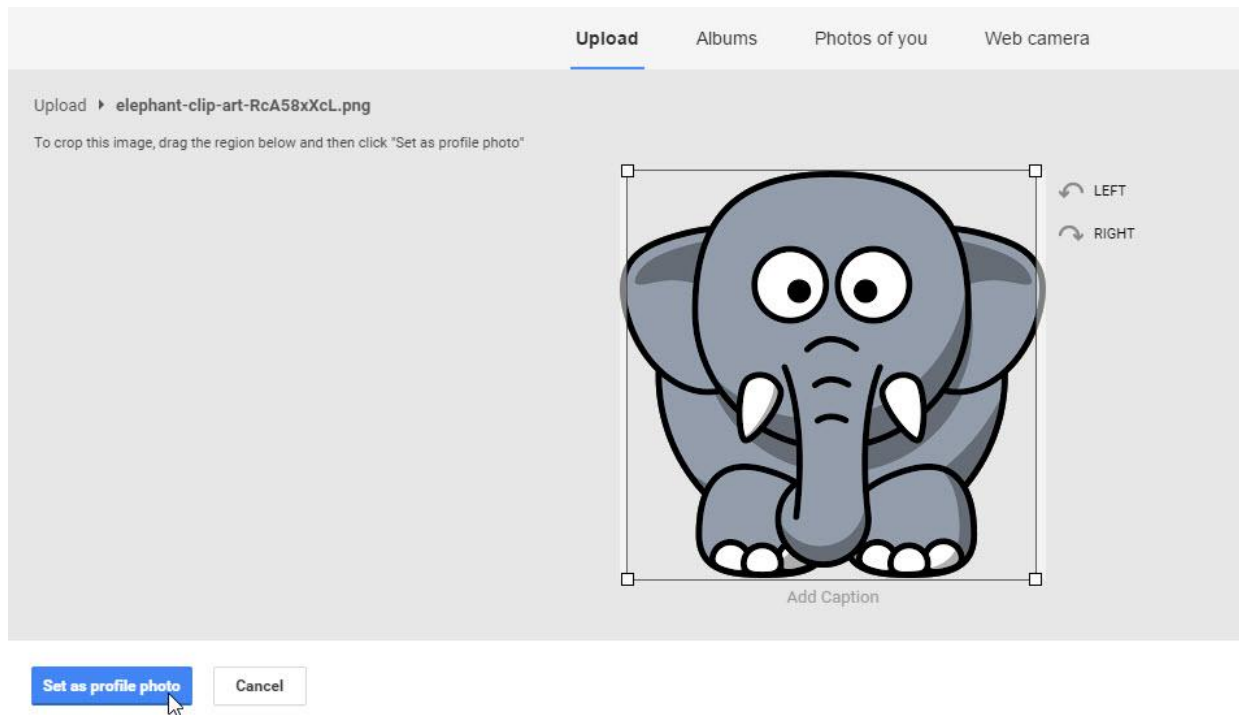 Upload Albums Photos of you Web camera
Upload ‣ elephant-clip-art-RcA58xXcL.png
To crop this image, drag the region below and then click "Set as profile photo"
LEFT
RIGHT
Add Caption
Set as profile photo Cancel